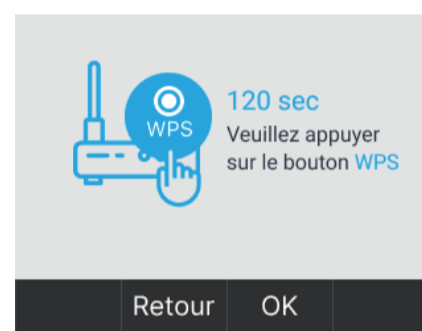 WPS
120 sec
Veuillez appuyer
sur le bouton WPS
Retour
OK